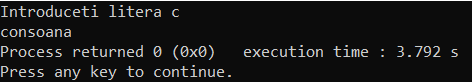 Introduceti litera c
consoana
Process returned 0 (0x0)   execution time : 3.792 s
Press any key to continue.